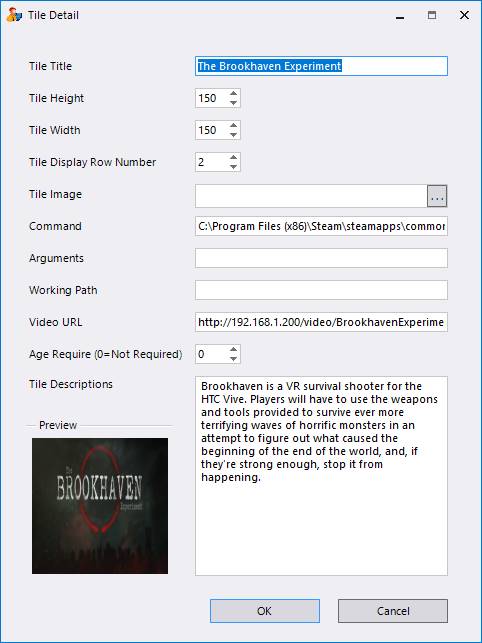 Tile Detail
Tile Title
The Brookhaven Experiment
Tile Height
150
Tile Width
150
Tile Display Row Number
2
Tile Image
...
Command
C:\Program Files (x86)\Steam\steamapps\common
Arguments
Working Path
Video URL
http://192.168.1.200/video/BrookhavenExperime
Age Require (0=Not Required)
0
Tile Descriptions
Brookhaven is a VR survival shooter for the
HTC Vive. Players will have to use the weapons
and tools provided to survive ever more
terrifying waves of horrific monsters in an
attempt to figure out what caused the
beginning of the end of the world, and, if
they're strong enough, stop it from
happening.
Preview
The
BROOKHAVEN
Experiment
OK
Cancel